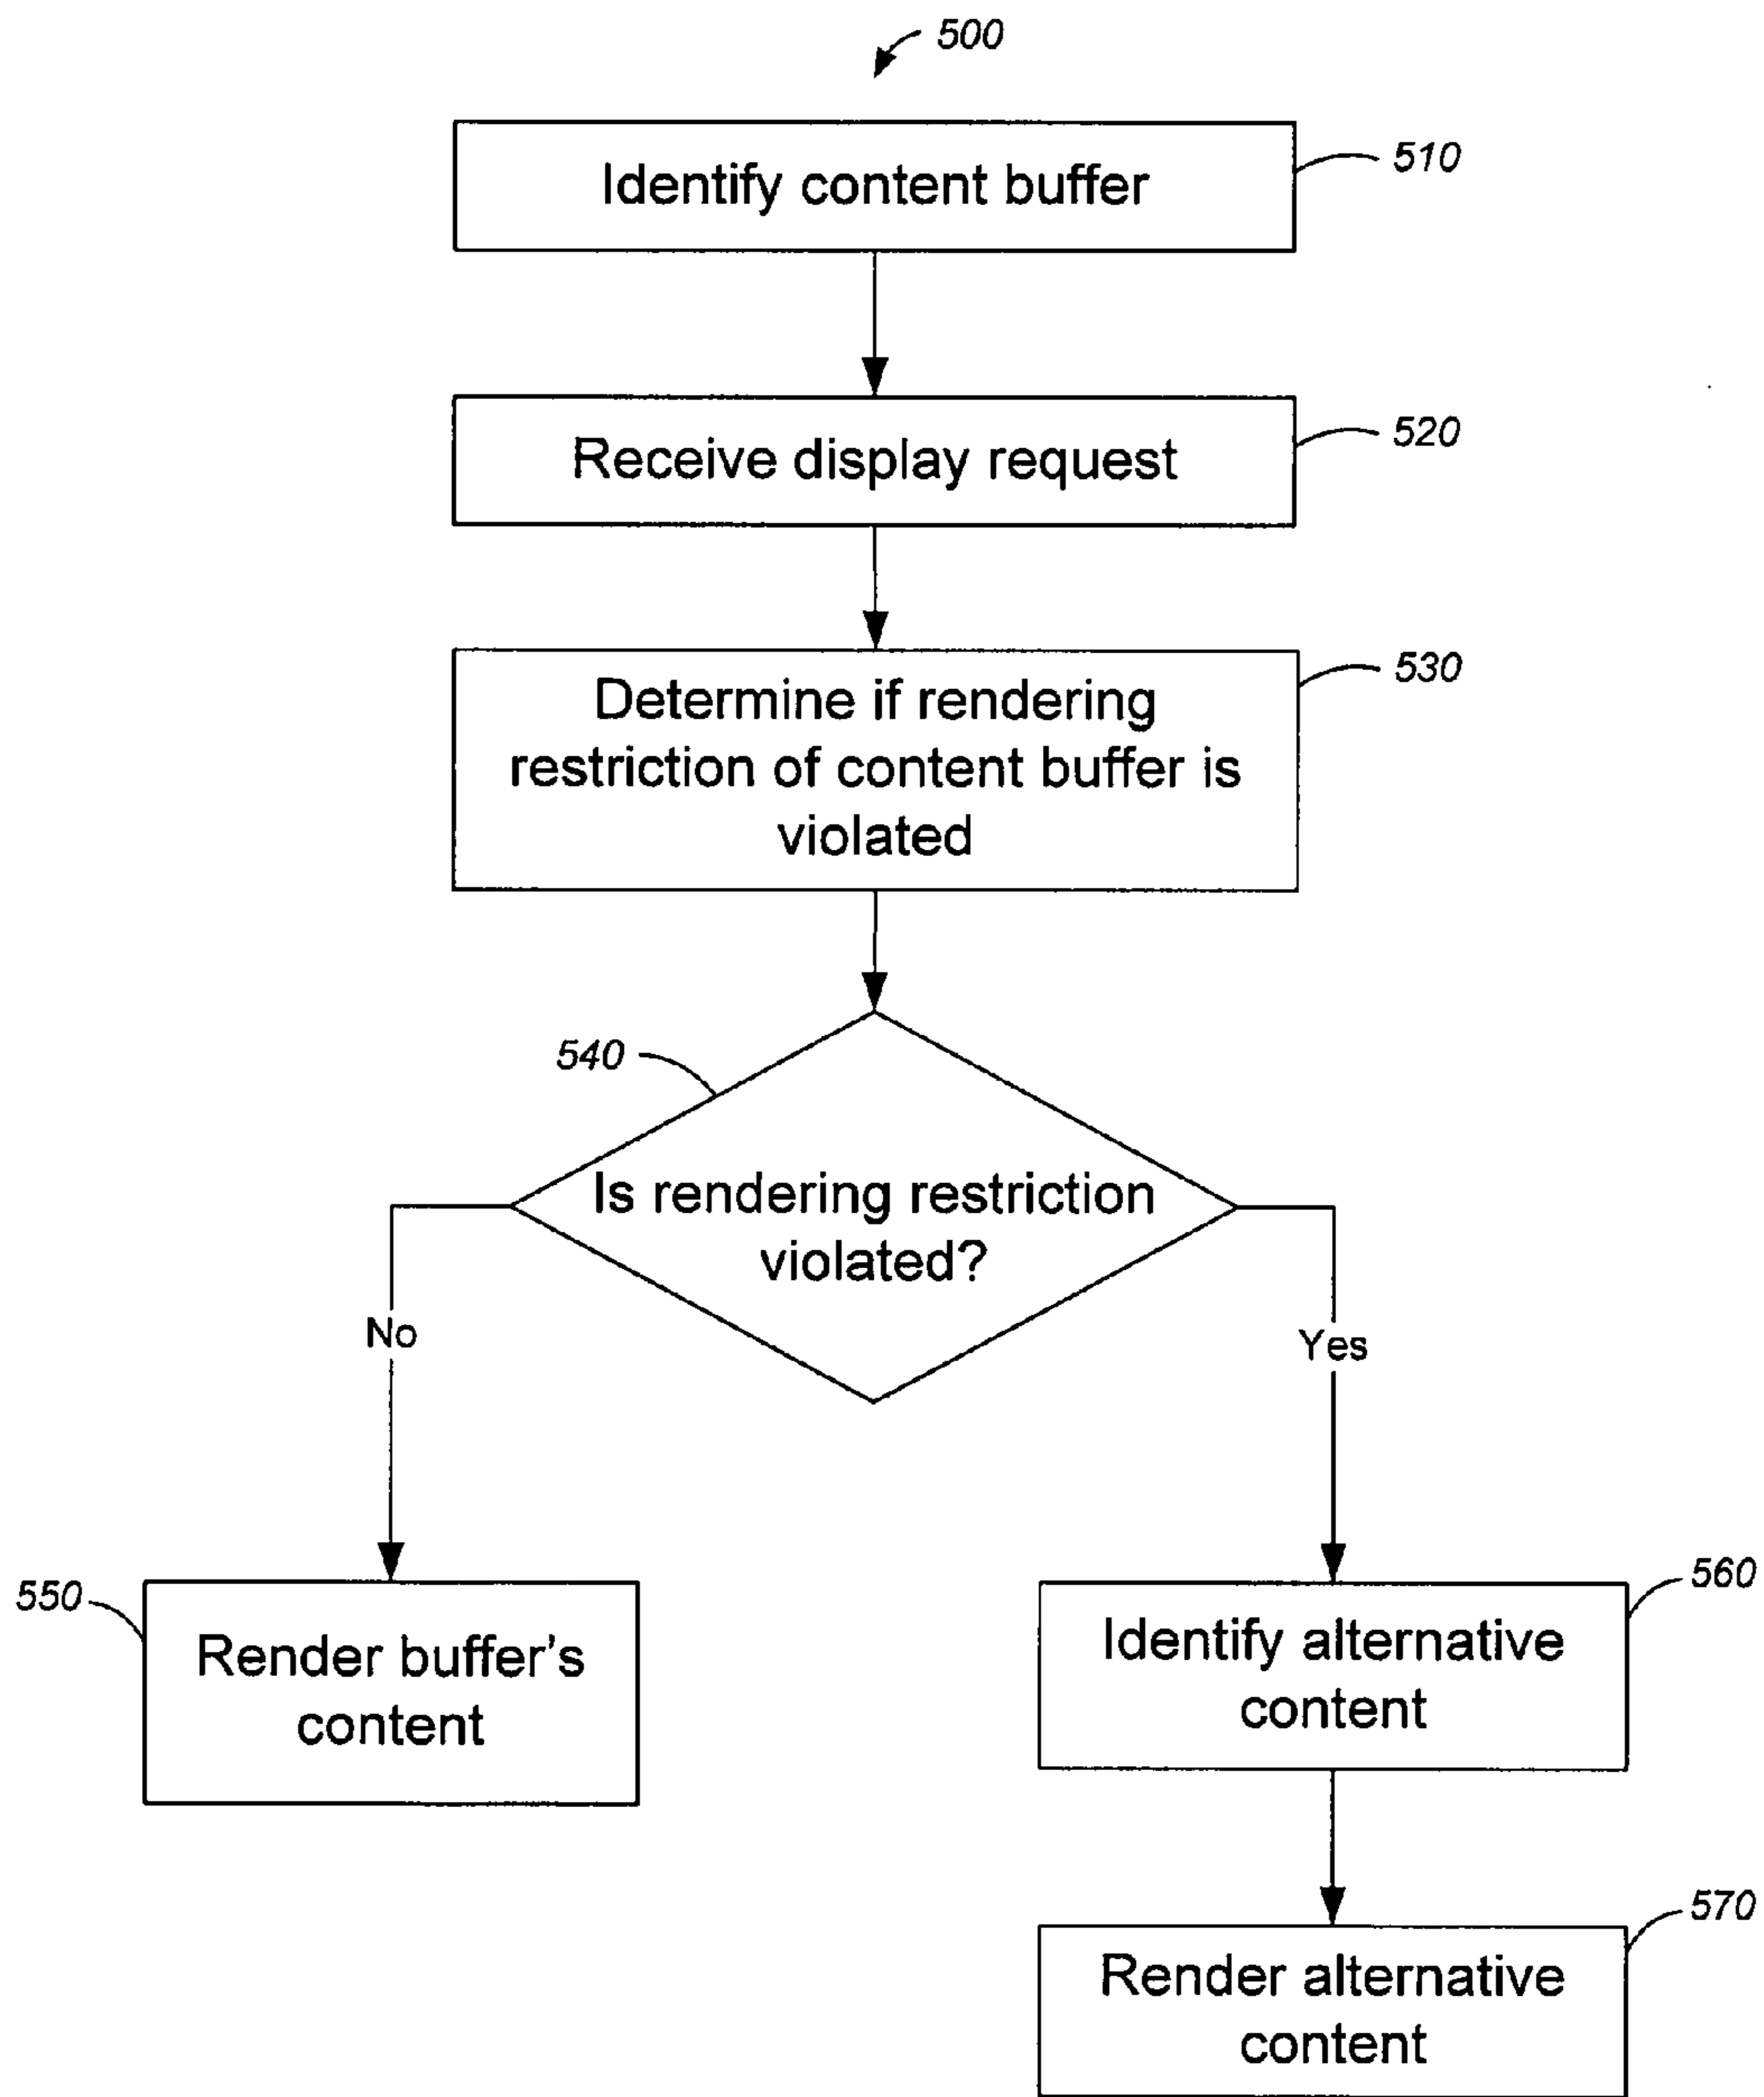 500
Identify content buffer
510
Receive display request
520
Determine if rendering
restriction of content buffer is
violated
530
540
Is rendering restriction
violated?
No
Yes
550
Render buffer's
content
560
Identify alternative
content
570
Render alternative
content